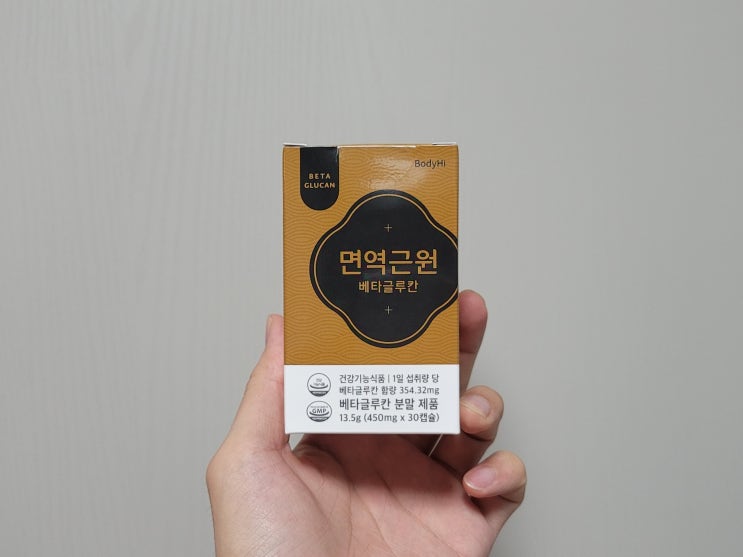 BETA
GLUCAN
BodyHi
면역근원
베타글루칸
건강기능식품 | 1일 섭취량 당
베타글루칸 함량 354.32mg
베타글루칸 분말 제품
13.5g (450mg x 30캡슐)
GMP